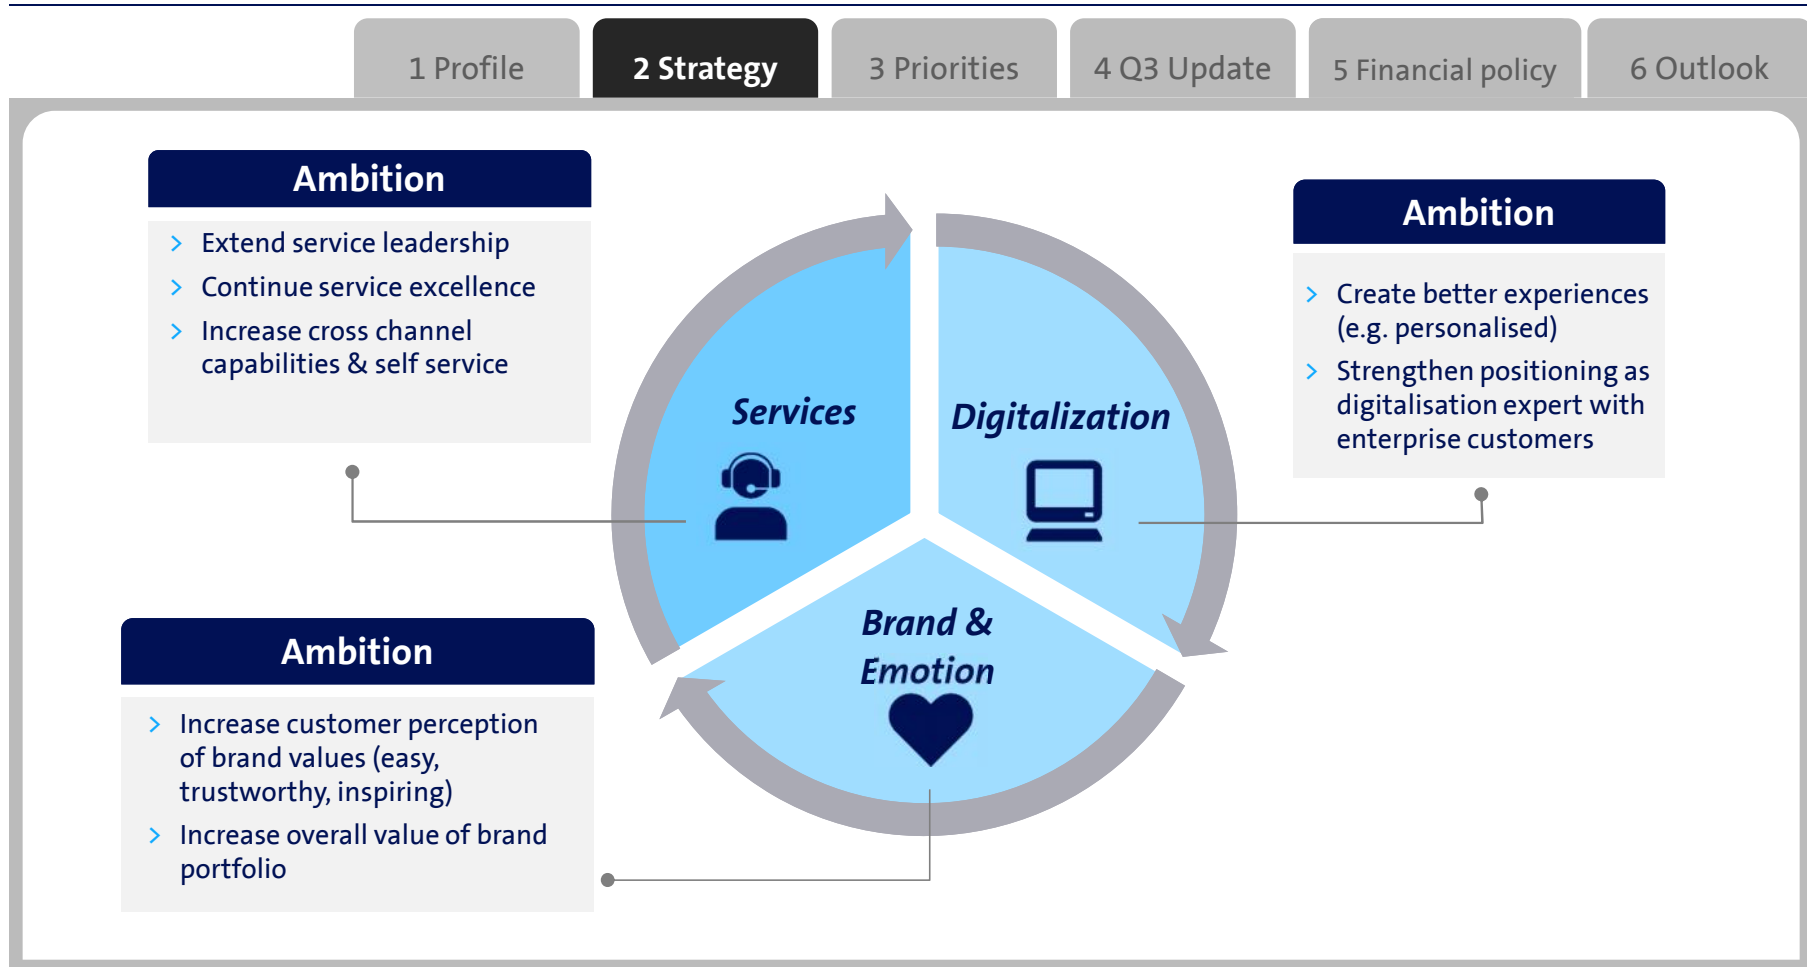 1 Profile
2 Strategy
3 Priorities
4 Q3 Update
5 Financial policy
6 Outlook
Ambition
> Extend service leadership
> Continue service excellence
> Increase cross channel
capabilities & self service
Ambition
> Create better experiences
(e.g. personalised)
> Strengthen positioning as
digitalisation expert with
enterprise customers
Services
Digitalization
Brand &
Emotion
Ambition
> Increase customer perception
of brand values (easy,
trustworthy, inspiring)
> Increase overall value of brand
portfolio